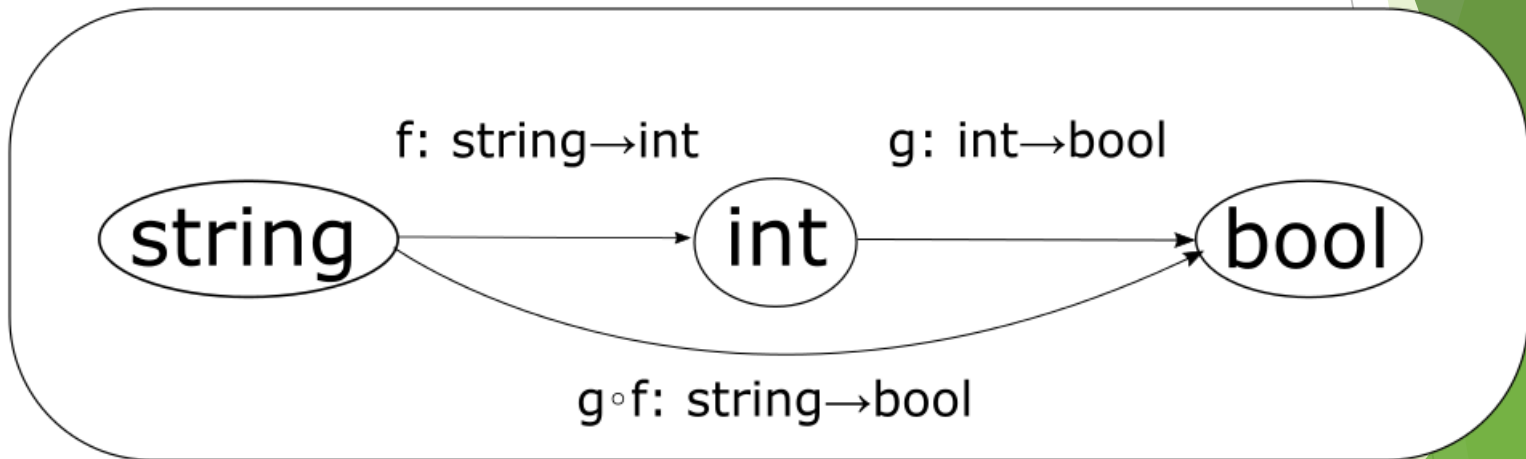 f: string→int
g: int→bool
string
int
bool
g∘f: string→bool